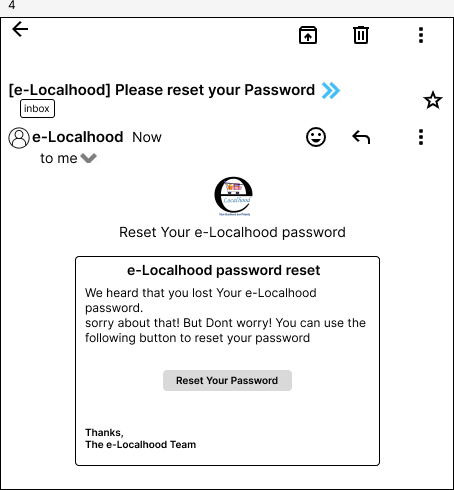 4
[e-Localhood] Please reset your Password
inbox
e-Localhood Now
to me
Localhood
Reset Your e-Localhood password
e-Localhood password reset
We heard that you lost Your e-Localhood
password.
sorry about that! But Dont worry! You can use the
following button to reset your password
Reset Your Password
Thanks,
The e-Localhood Team